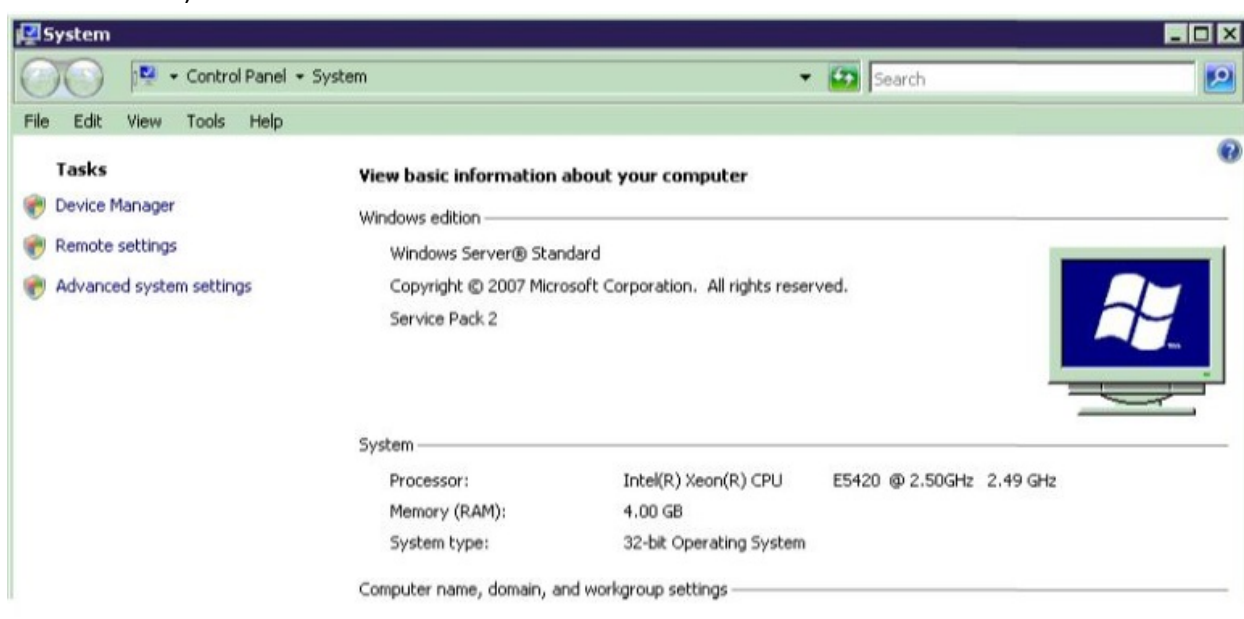 System
Control Panel System
Search
File Edit View Tools Help
Tasks
Device Manager
Remote settings
Advanced system settings
View basic information about your computer
Windows edition
Windows Server® Standard
Copyright © 2007 Microsoft Corporation. All rights reserved.
Service Pack 2
System
Processor: Intel(R) Xeon(R) CPU E5420 @ 2.50GHz 2.49 GHz
Memory (RAM): 4.00 GB
System type: 32-bit Operating System
Computer name, domain, and workgroup settings